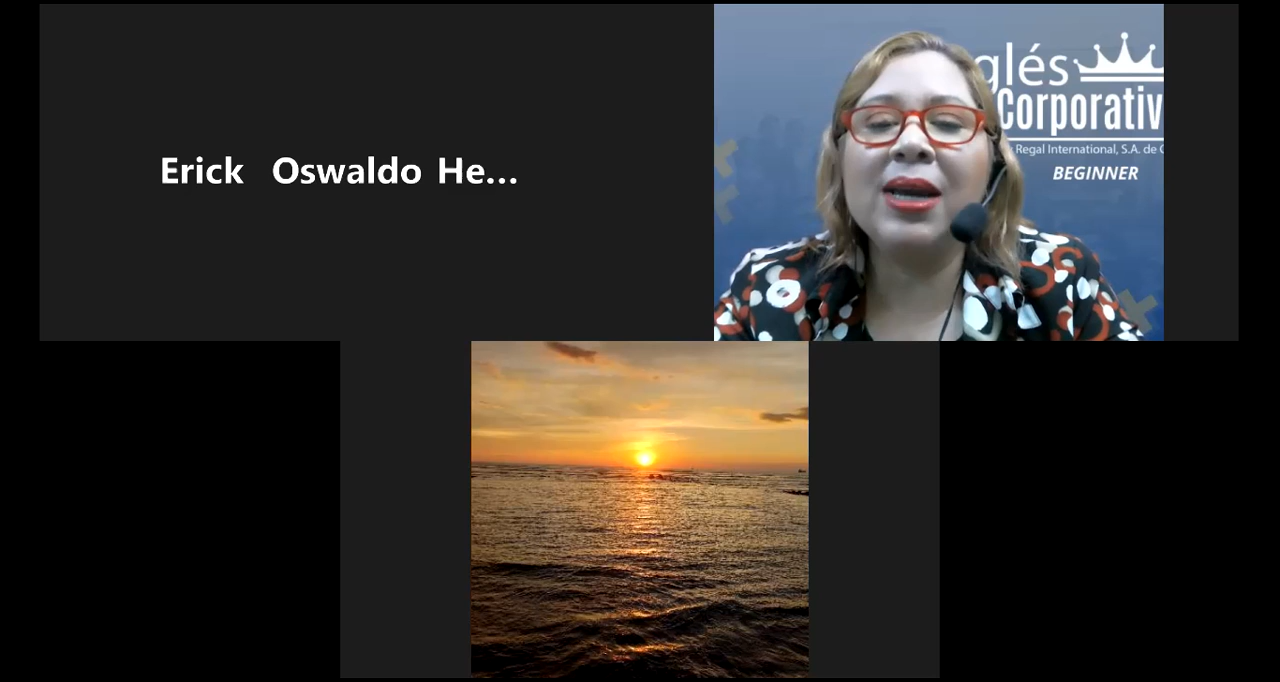 Erick Oswaldo He...
glés
Corporativ
Regal International, S.A. de
BEGINNER